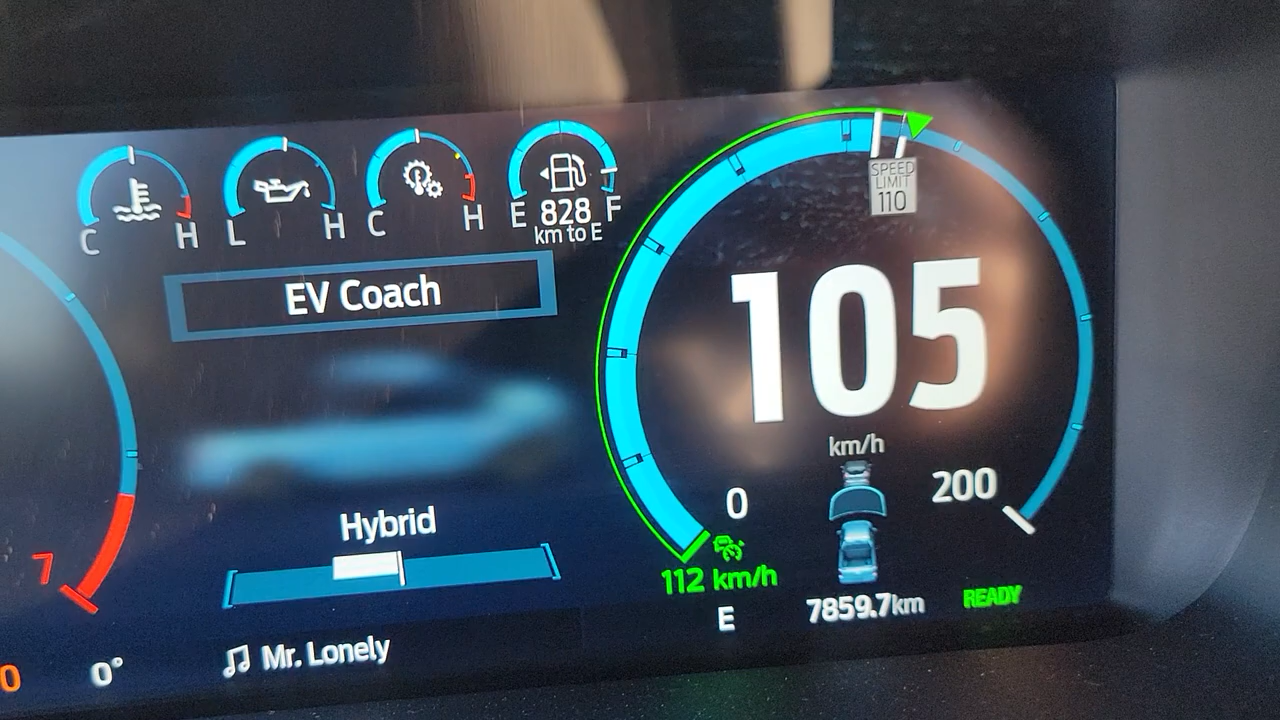 C H
L H
C H
E 828 F
km to E
SPEED
LIMIT
110
EV Coach
105
km/h
0
200
Hybrid
7
112 km/h
E
7859.7km
READY
0
0°
Mr. Lonely